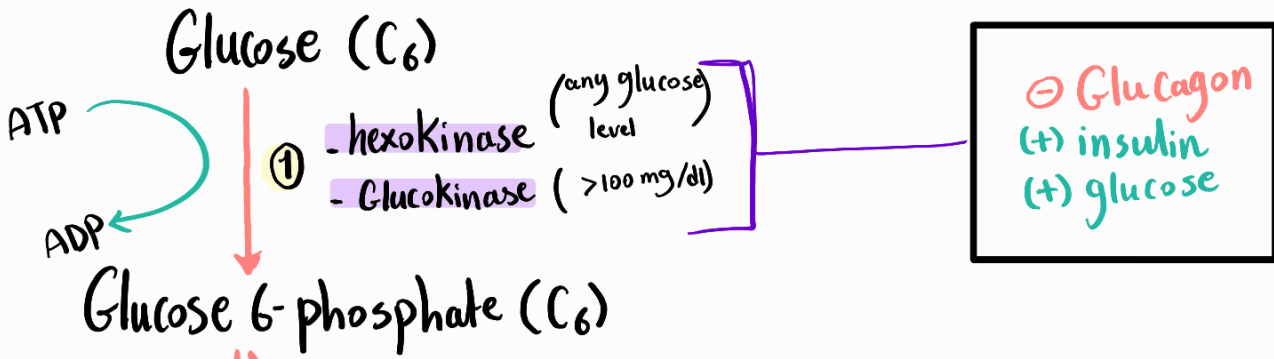 Glucose (C6)
ATP
ADP
1
- hexokinase (any glucose level)
- Glucokinase (>100 mg/dl)
⊖ Glucagon
(+) insulin
(+) glucose
Glucose 6-phosphate (C6)